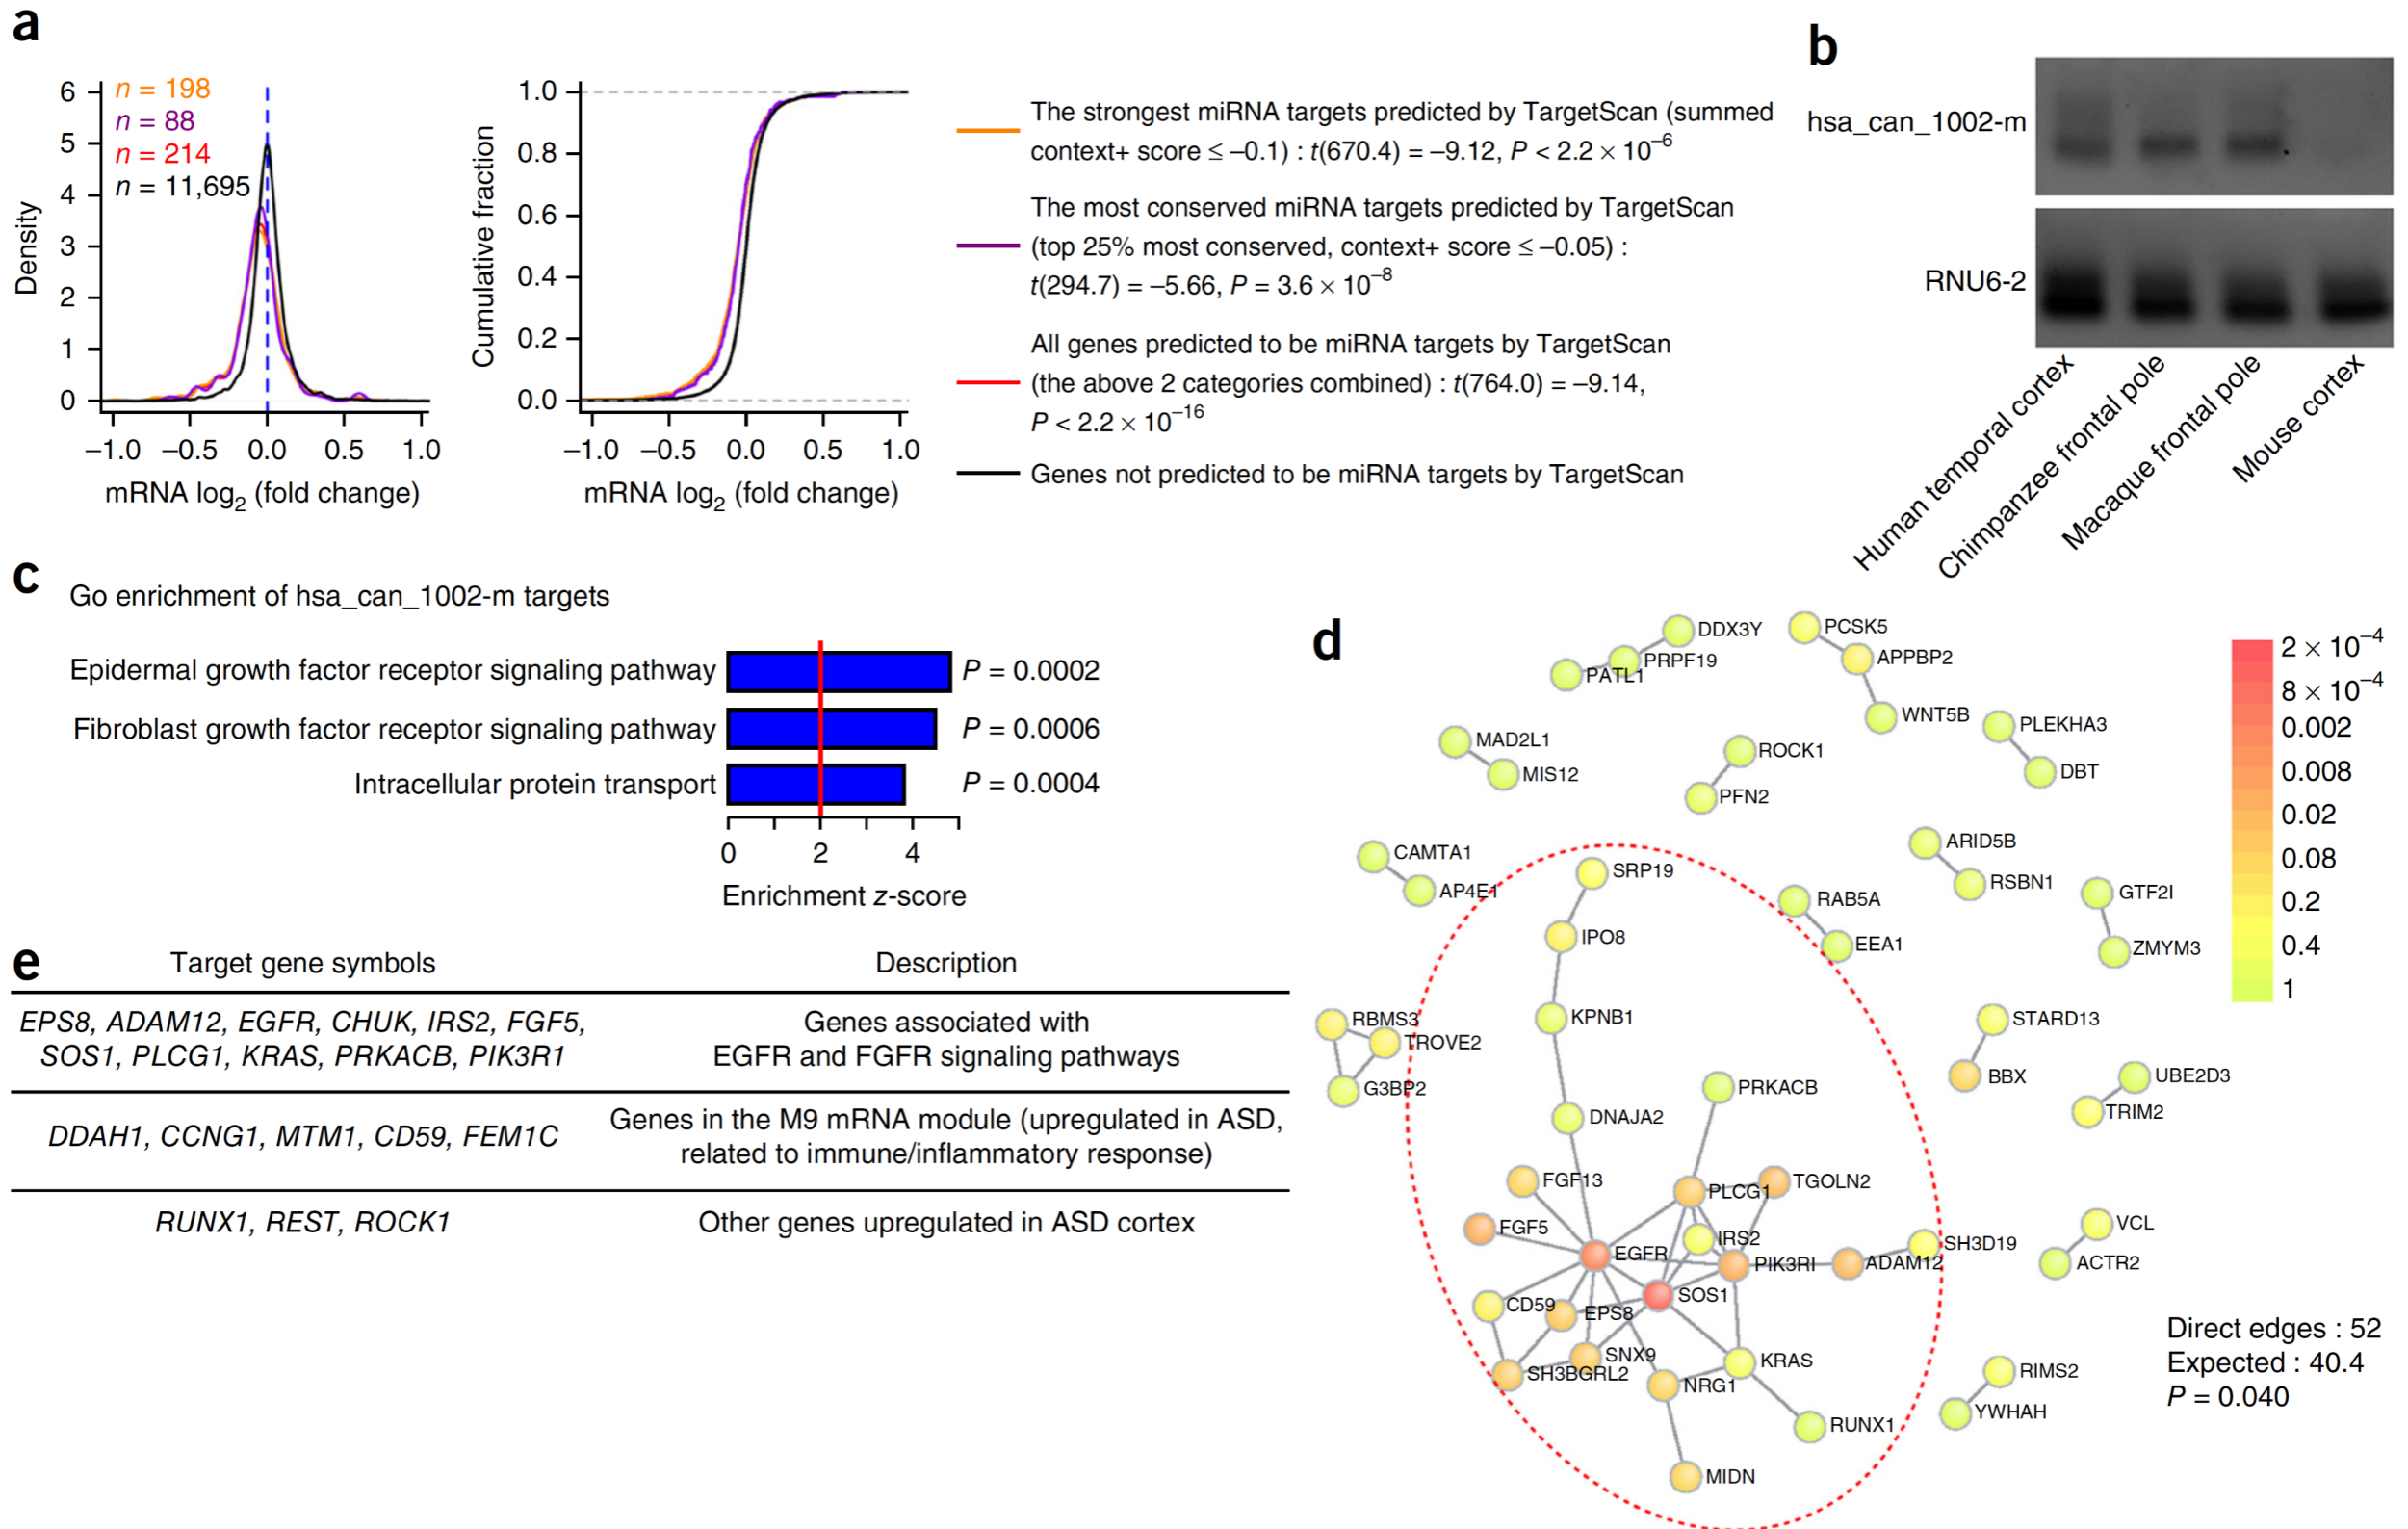 a
6
5
4
3
2
1
0
Density
n = 198
n = 88
n = 214
n = 11,695
−1.0 −0.5 0.0 0.5 1.0
mRNA log2 (fold change)
1.0
0.8
0.6
0.4
0.2
0.0
Cumulative fraction
−1.0 −0.5 0.0 0.5 1.0
mRNA log2 (fold change)
The strongest miRNA targets predicted by TargetScan (summed
context+ score ≤ −0.1) : t(670.4) = −9.12, P < 2.2 × 10−6
The most conserved miRNA targets predicted by TargetScan
(top 25% most conserved, context+ score ≤ −0.05) :
t(294.7) = −5.66, P = 3.6 × 10−8
All genes predicted to be miRNA targets by TargetScan
(the above 2 categories combined) : t(764.0) = −9.14,
P < 2.2 × 10−16
Genes not predicted to be miRNA targets by TargetScan
b
hsa_can_1002-m
RNU6-2
Human temporal cortex
Chimpanzee frontal pole
Macaque frontal pole
Mouse cortex
c
Go enrichment of hsa_can_1002-m targets
Epidermal growth factor receptor signaling pathway P = 0.0002
Fibroblast growth factor receptor signaling pathway P = 0.0006
Intracellular protein transport P = 0.0004
0 2 4
Enrichment z-score
d
DDX3Y
PRPF19
PATL1
PCSK5
APPBP2
WNT5B
PLEKHA3
DBT
MAD2L1
MIS12
ROCK1
PFN2
CAMTA1
AP4E1
SRP19
IPO8
KPNB1
DNAJA2
RAB5A
EEA1
ARID5B
RSBN1
GTF2I
ZMYM3
RBMS3
TROVE2
G3BP2
STARD13
BBX
UBE2D3
TRIM2
PRKACB
FGF13
PLCG1
TGOLN2
FGF5
EGFR
IRS2
PIK3RI
ADAM12
SH3D19
VCL
ACTR2
CD59
EPS8
SOS1
SNX9
SH3BGRL2
KRAS
NRG1
RUNX1
MIDN
RIMS2
YWHAH
2 × 10−4
8 × 10−4
0.002
0.008
0.02
0.08
0.2
0.4
1
Direct edges : 52
Expected : 40.4
P = 0.040
e
Target gene symbols Description
EPS8, ADAM12, EGFR, CHUK, IRS2, FGF5,
SOS1, PLCG1, KRAS, PRKACB, PIK3R1
Genes associated with
EGFR and FGFR signaling pathways
DDAH1, CCNG1, MTM1, CD59, FEM1C
Genes in the M9 mRNA module (upregulated in ASD,
related to immune/inflammatory response)
RUNX1, REST, ROCK1
Other genes upregulated in ASD cortex